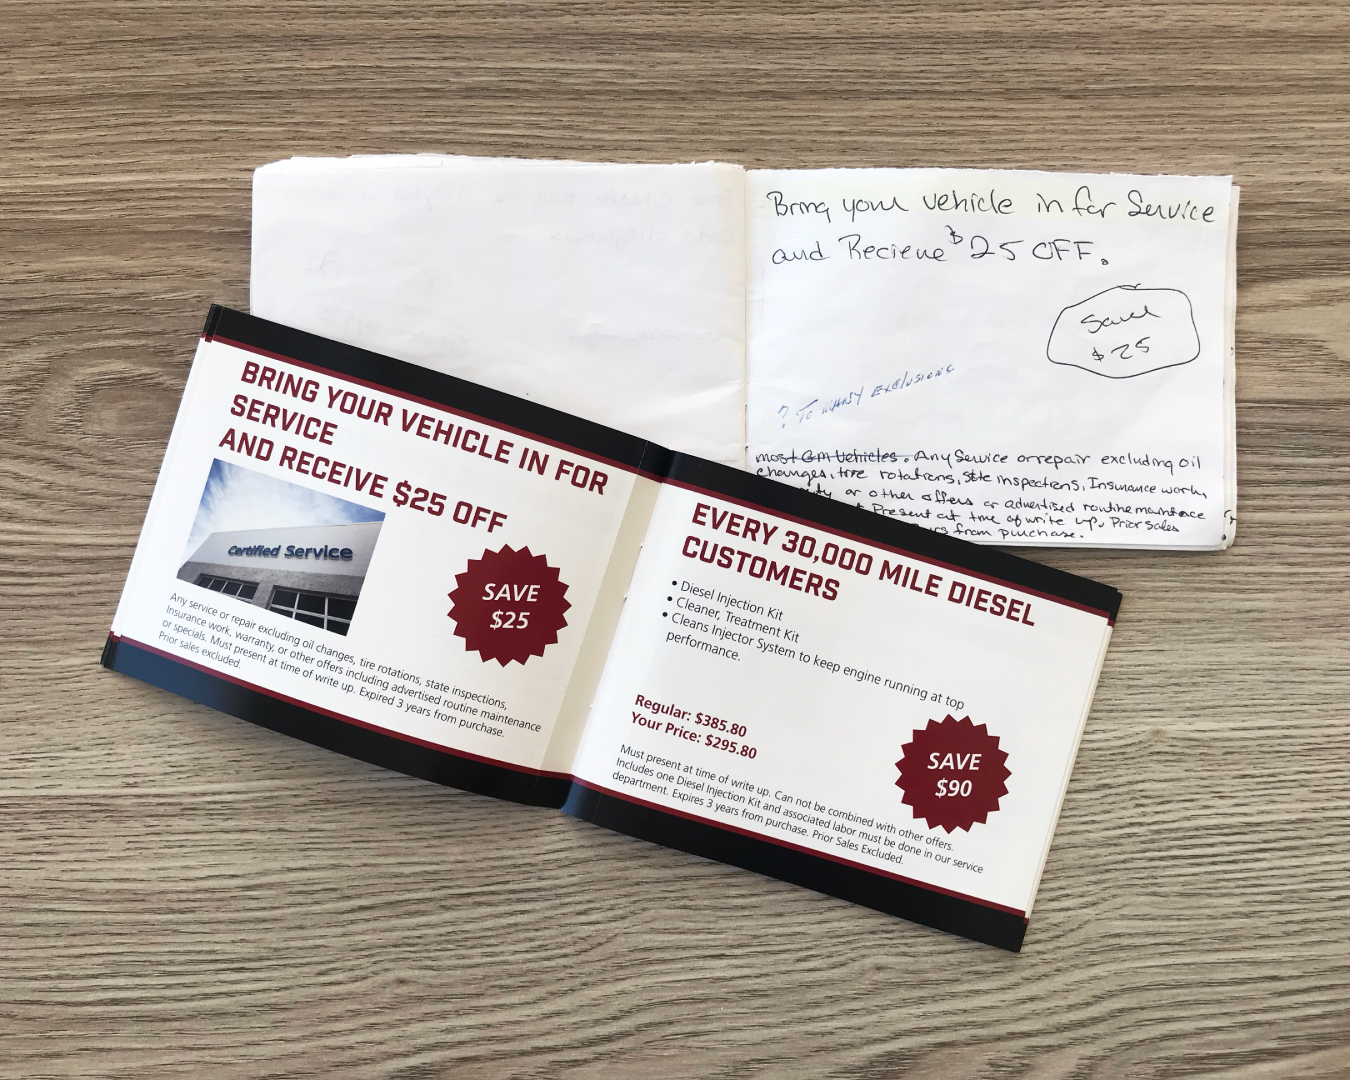 Bring your vehicle in for Service
and Recieve $25 OFF.
Save
$25
? To MANY EXCLUSIONS
most GM Vehicles. Any Service or repair excluding oil
changes, tire rotations, state inspections, Insurance work,
or other offers or advertised routine maintence
Present at time of write up. Prior Sales
from purchase.
BRING YOUR VEHICLE IN FOR
SERVICE
AND RECEIVE $25 OFF
Certified Service
SAVE
$25
Any service or repair excluding oil changes, tire rotations, state inspections,
Insurance work, warranty, or other offers including advertised routine maintenance
or specials. Must present at time of write up. Expired 3 years from purchase.
Prior sales excluded.
EVERY 30,000 MILE DIESEL
CUSTOMERS
• Diesel Injection Kit
• Cleaner, Treatment Kit
• Cleans Injector System to keep engine running at top
performance.
Regular: $385.80
Your Price: $295.80
SAVE
$90
Must present at time of write up. Can not be combined with other offers.
Includes one Diesel Injection Kit and associated labor must be done in our service
department. Expires 3 years from purchase. Prior Sales Excluded.